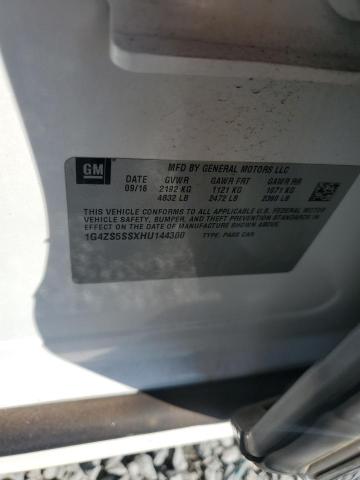 GM
MFD BY GENERAL MOTORS LLC
DATE GVWR GAWR FRT GAWR RR
09/16 2192 KG 1121 KG 1071 KG
4832 LB 2472 LB 2360 LB
THIS VEHICLE CONFORMS TO ALL APPLICABLE U.S. FEDERAL MOTOR
VEHICLE SAFETY, BUMPER, AND THEFT PREVENTION STANDARDS
IN EFFECT ON THE DATE OF MANUFACTURE SHOWN ABOVE.
1G4ZS5SSXHU144300 TYPE: PASS CAR